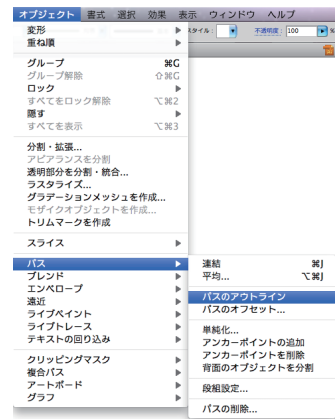 オブジェクト 書式 選択 効果 表示 ウィンドウ ヘルプ
変形
重ね順
スタイル: 不透明度: 100 %
グループ ⌘G
グループ解除 ⇧⌘G
ロック
すべてをロック解除 ⌥⌘2
隠す
すべてを表示 ⌥⌘3
分割・拡張...
アピアランスを分割
透明部分を分割・統合...
ラスタライズ...
グラデーションメッシュを作成...
モザイクオブジェクトを作成...
トリムマークを作成
スライス
パス
ブレンド
エンベロープ
遠近
ライブペイント
ライブトレース
テキストの回り込み
クリッピングマスク
複合パス
アートボード
グラフ
連結 ⌘J
平均... ⌥⌘J
パスのアウトライン
パスのオフセット...
単純化...
アンカーポイントの追加
アンカーポイントを削除
背面のオブジェクトを分割
段組設定...
パスの削除...